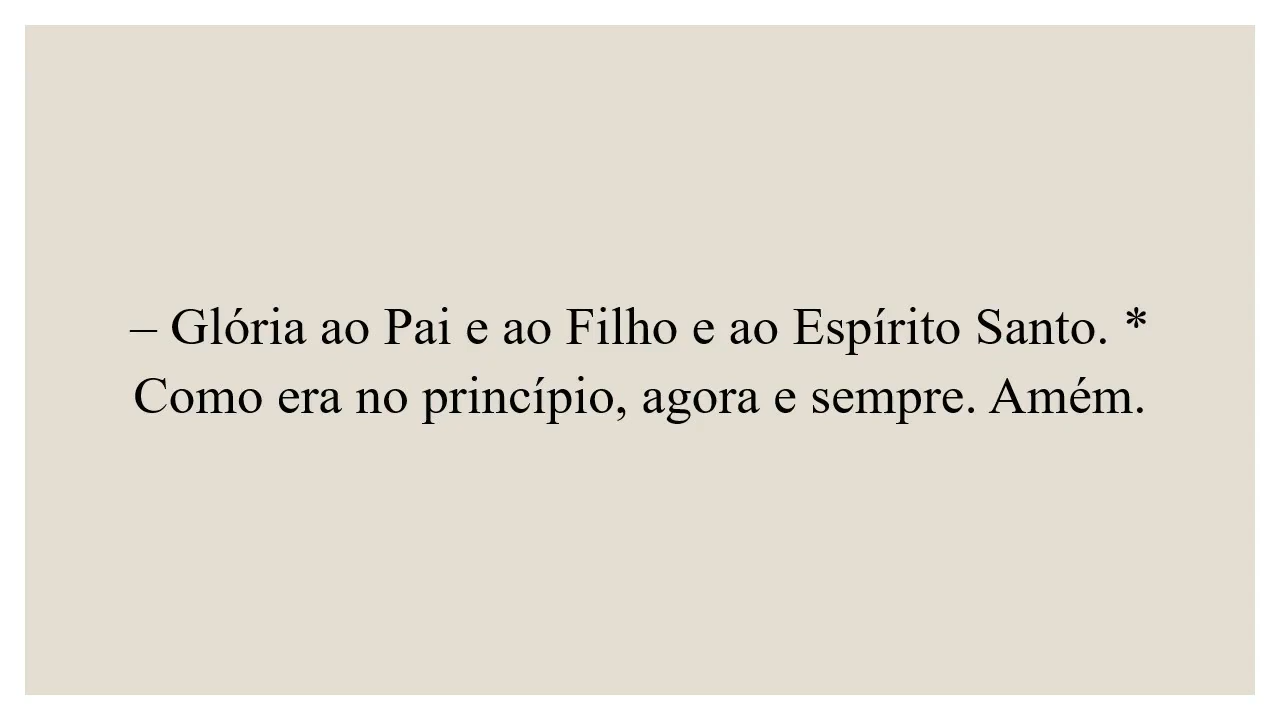 – Glória ao Pai e ao Filho e ao Espírito Santo. *
Como era no princípio, agora e sempre. Amém.